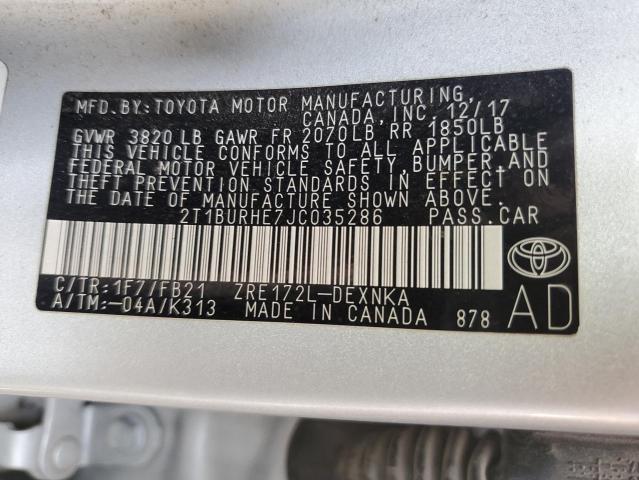 MFD. BY: TOYOTA MOTOR MANUFACTURING
CANADA, INC. 12/17
GVWR 3820 LB GAWR FR 2070LB RR 1850LB
THIS VEHICLE CONFORMS TO ALL APPLICABLE
FEDERAL MOTOR VEHICLE SAFETY, BUMPER, AND
THEFT PREVENTION STANDARDS IN EFFECT ON
THE DATE OF MANUFACTURE SHOWN ABOVE.
2T1BURHE7JC035286 PASS.CAR
C/TR:1F7/FB21 ZRE172L-DEXNKA
A/TM:-04A/K313 MADE IN CANADA 878 AD